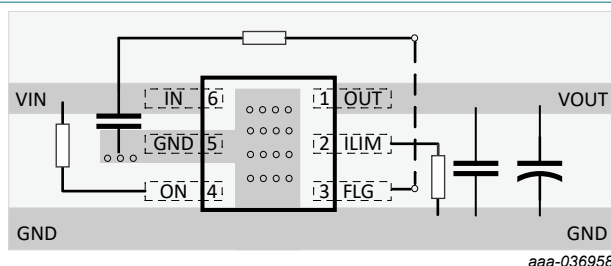 VIN IN 6 1 OUT VOUT
GND 5 2 ILIM
ON 4 3 FLG
GND GND
aaa-036958